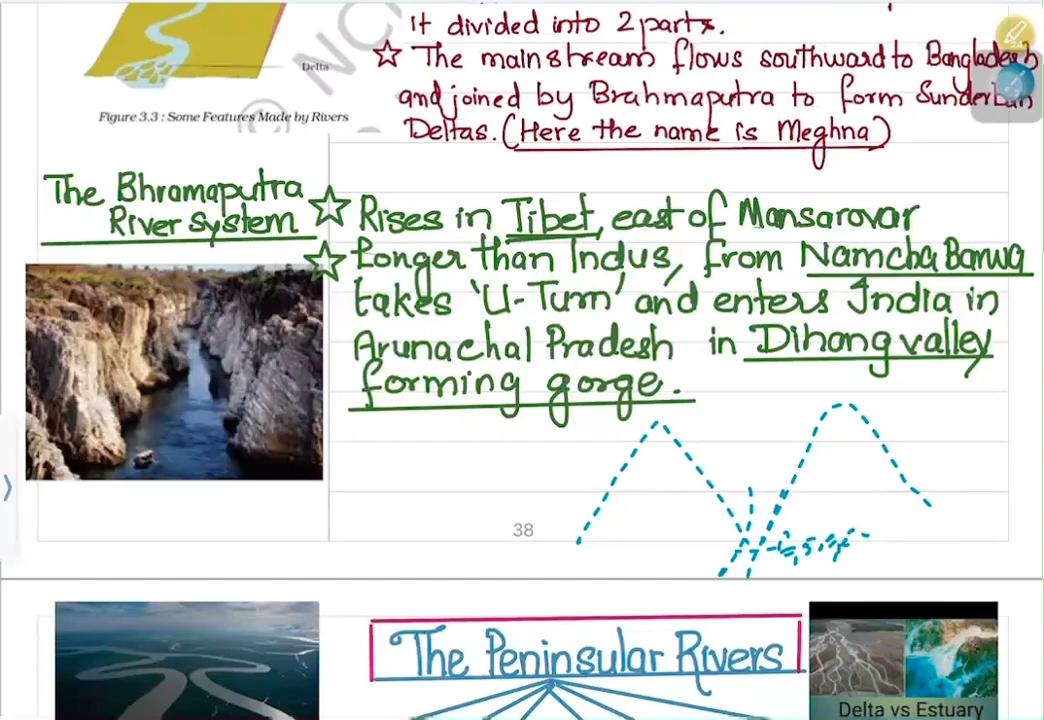 it divided into 2 parts.
☆ The mainstream flows southward to Bangladesh
and joined by Brahmaputra to form Sunderban
Deltas. (Here the name is Meghna)
Delta
© NC
Figure 3.3 : Some Features Made by Rivers
The Bhramaputra
River System
☆ Rises in Tibet, east of Mansarovar
☆ Longer than Indus, from Namcha Barwa
takes 'U-Turn' and enters India in
Arunachal Pradesh in Dihang valley
forming gorge.
38
The Peninsular Rivers
Delta vs Estuary